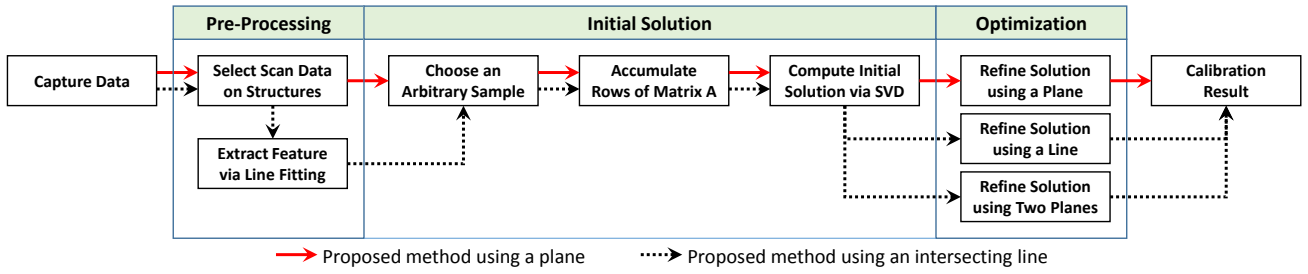 Pre-Processing
Initial Solution
Optimization
Capture Data
Select Scan Data
on Structures
Choose an
Arbitrary Sample
Accumulate
Rows of Matrix A
Compute Initial
Solution via SVD
Refine Solution
using a Plane
Calibration
Result
Extract Feature
via Line Fitting
Refine Solution
using a Line
Refine Solution
using Two Planes
Proposed method using a plane
Proposed method using an intersecting line